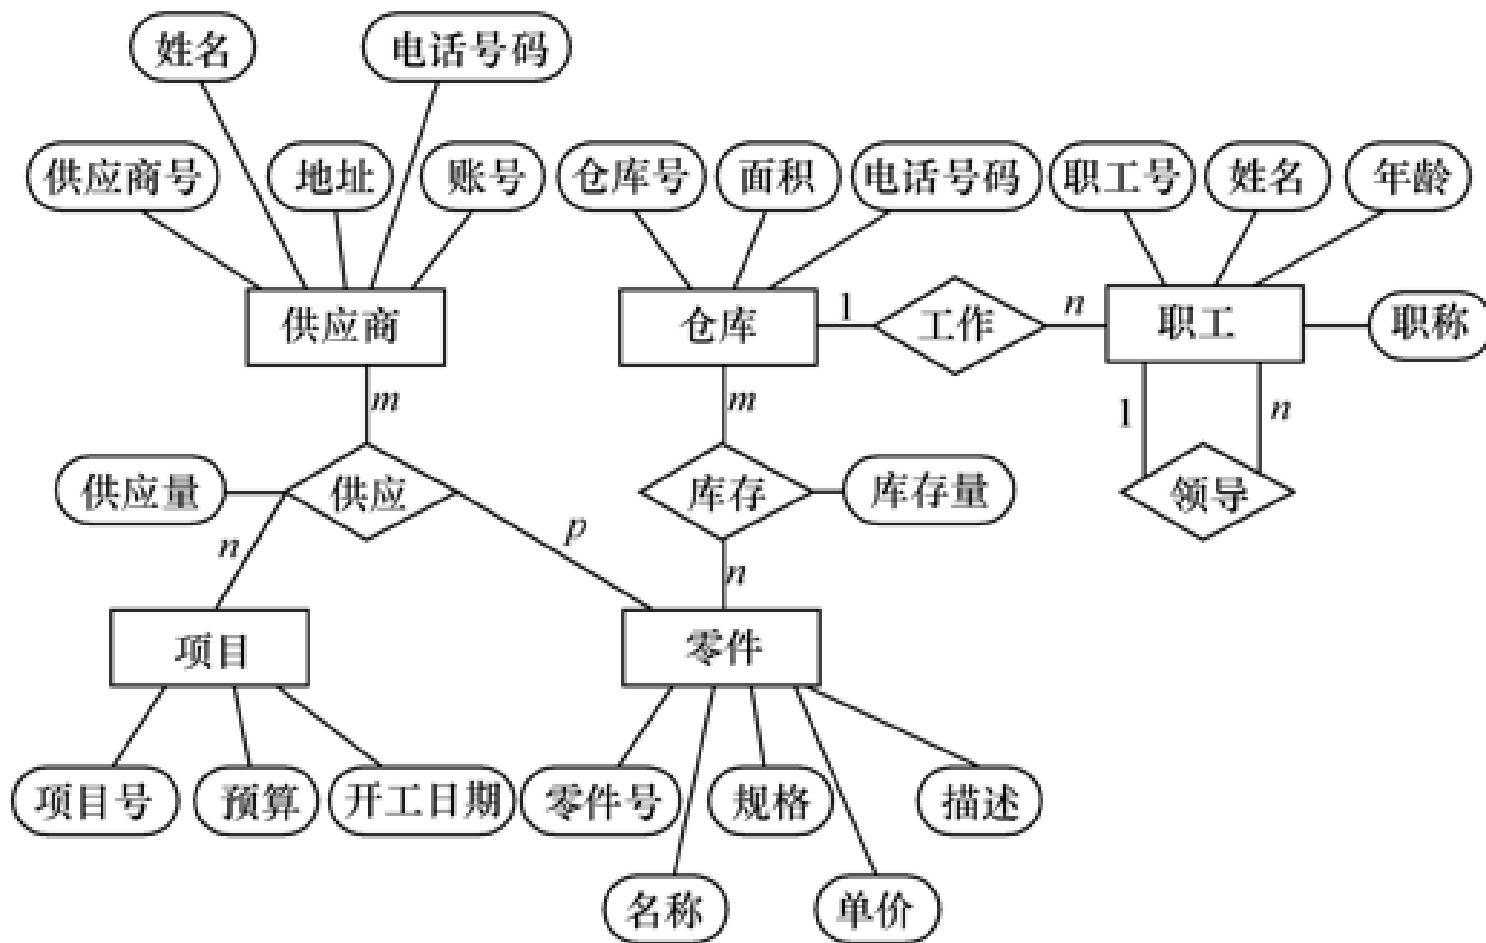 姓名 电话号码
供应商号 地址 账号 仓库号 面积 电话号码 职工号 姓名 年龄
供应商 仓库 1 工作 n 职工 职称
m m 1 n
供应量 供应 库存 库存量 领导
n p n
项目 零件
项目号 预算 开工日期 零件号 规格 描述
名称 单价